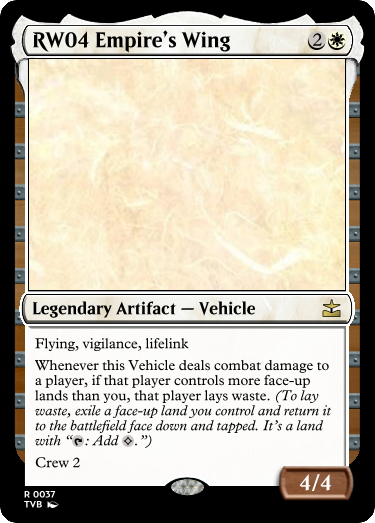 RW04 Empire's Wing 2
Legendary Artifact — Vehicle
Flying, vigilance, lifelink
Whenever this Vehicle deals combat damage to
a player, if that player controls more face-up
lands than you, that player lays waste. (To lay
waste, exile a face-up land you control and return it
to the battlefield face down and tapped. It's a land
with “: Add .”)
Crew 2
4/4
R 0037
TVB